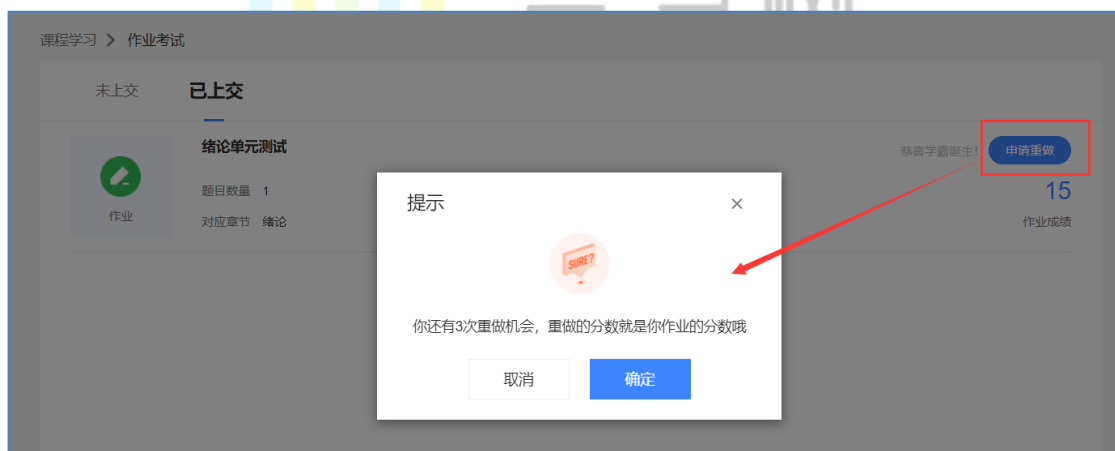 课程学习 > 作业考试
未上交 已上交
绪论单元测试
恭喜学霸诞生! 申请重做
题目数量 1
15
作业
对应章节 绪论
作业成绩
提示 ×
SURE?
你还有3次重做机会，重做的分数就是你作业的分数哦
取消 确定